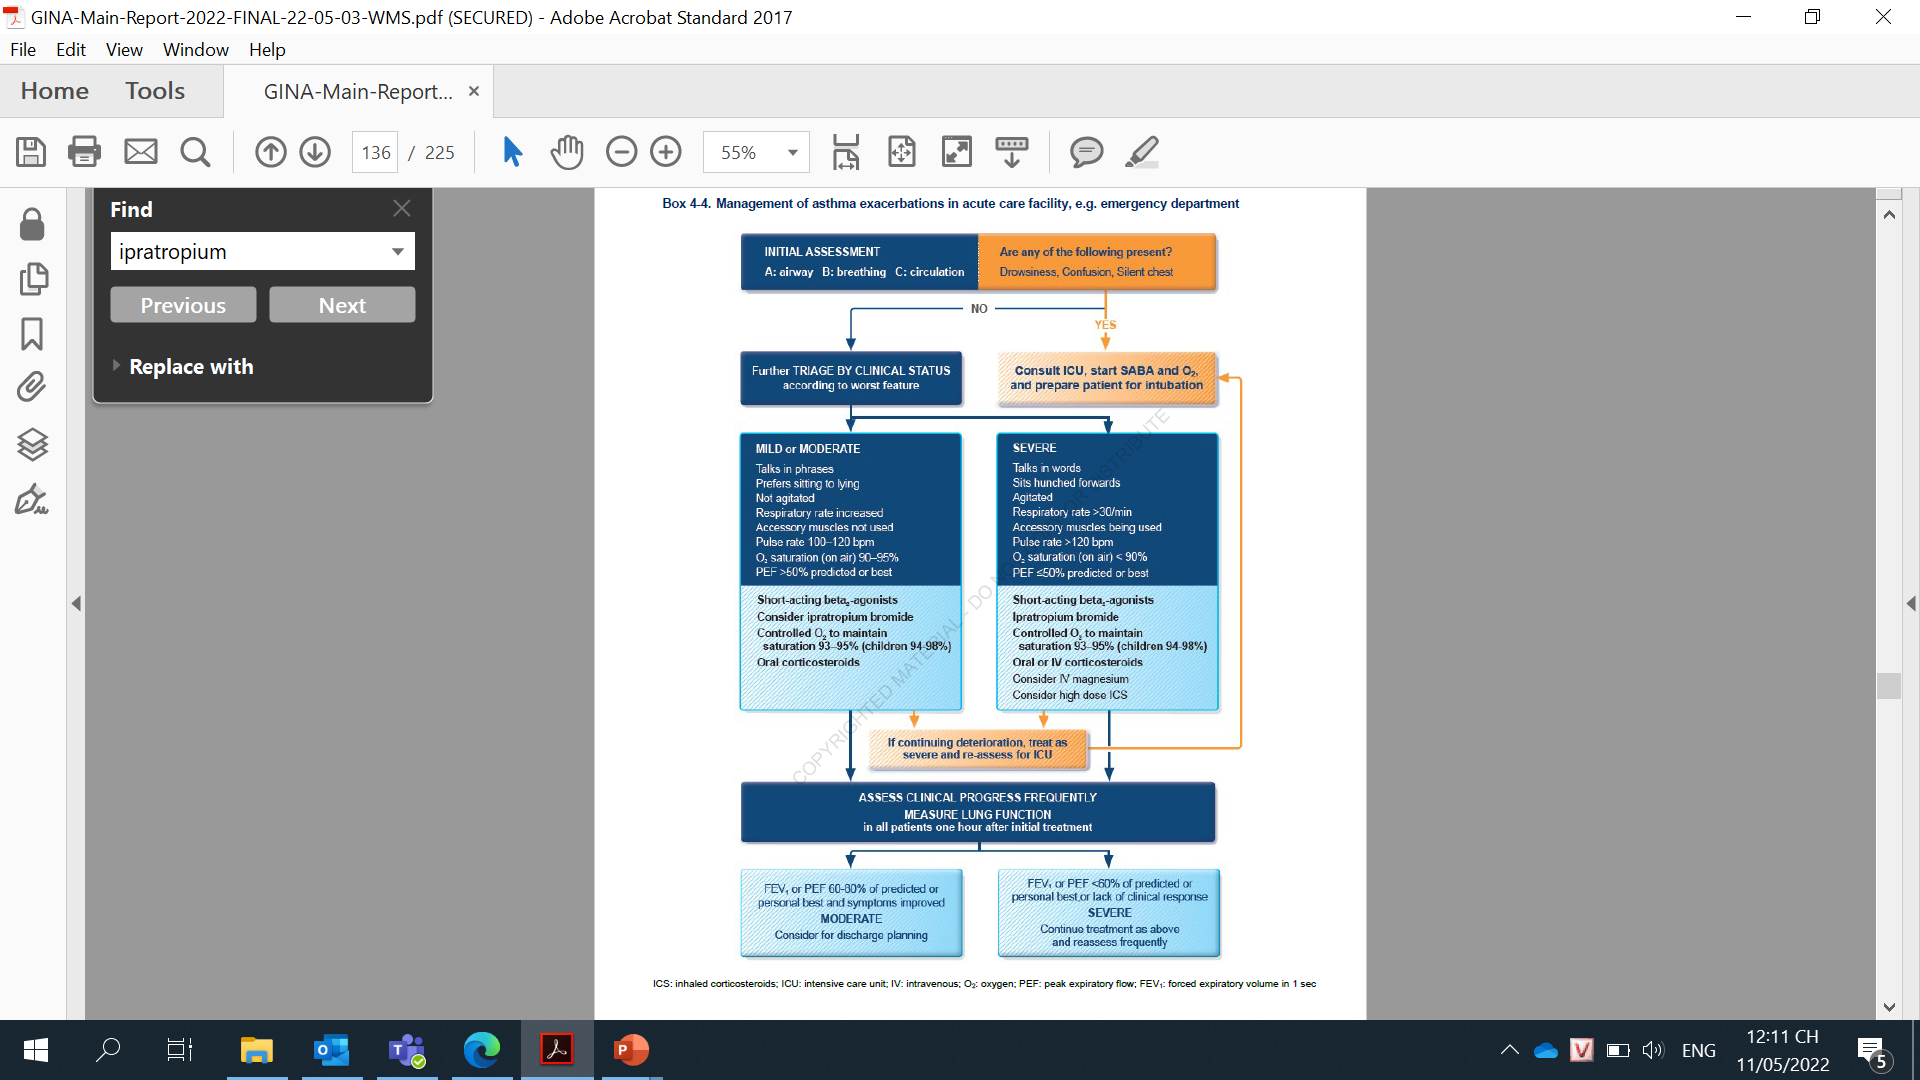 GINA-Main-Report-2022-FINAL-22-05-03-WMS.pdf (SECURED) - Adobe Acrobat Standard 2017
File Edit View Window Help
Home Tools GINA-Main-Report... ×
136 / 225 55%
Find
ipratropium
Previous Next
Replace with
Box 4-4. Management of asthma exacerbations in acute care facility, e.g. emergency department
INITIAL ASSESSMENT
A: airway B: breathing C: circulation
Are any of the following present?
Drowsiness, Confusion, Silent chest
NO
YES
Further TRIAGE BY CLINICAL STATUS
according to worst feature
Consult ICU, start SABA and O₂,
and prepare patient for intubation
MILD or MODERATE
Talks in phrases
Prefers sitting to lying
Not agitated
Respiratory rate increased
Accessory muscles not used
Pulse rate 100–120 bpm
O₂ saturation (on air) 90–95%
PEF >50% predicted or best
Short-acting beta₂-agonists
Consider ipratropium bromide
Controlled O₂ to maintain
saturation 93–95% (children 94-98%)
Oral corticosteroids
SEVERE
Talks in words
Sits hunched forwards
Agitated
Respiratory rate >30/min
Accessory muscles being used
Pulse rate >120 bpm
O₂ saturation (on air) < 90%
PEF ≤50% predicted or best
Short-acting beta₂-agonists
Ipratropium bromide
Controlled O₂ to maintain
saturation 93–95% (children 94-98%)
Oral or IV corticosteroids
Consider IV magnesium
Consider high dose ICS
If continuing deterioration, treat as
severe and re-assess for ICU
ASSESS CLINICAL PROGRESS FREQUENTLY
MEASURE LUNG FUNCTION
in all patients one hour after initial treatment
FEV₁ or PEF 60-80% of predicted or
personal best and symptoms improved
MODERATE
Consider for discharge planning
FEV₁ or PEF <60% of predicted or
personal best,or lack of clinical response
SEVERE
Continue treatment as above
and reassess frequently
ICS: inhaled corticosteroids; ICU: intensive care unit; IV: intravenous; O₂: oxygen; PEF: peak expiratory flow; FEV₁: forced expiratory volume in 1 sec
COPYRIGHTED MATERIAL - DO NOT COPY OR DISTRIBUTE
ENG
12:11 CH
11/05/2022
5